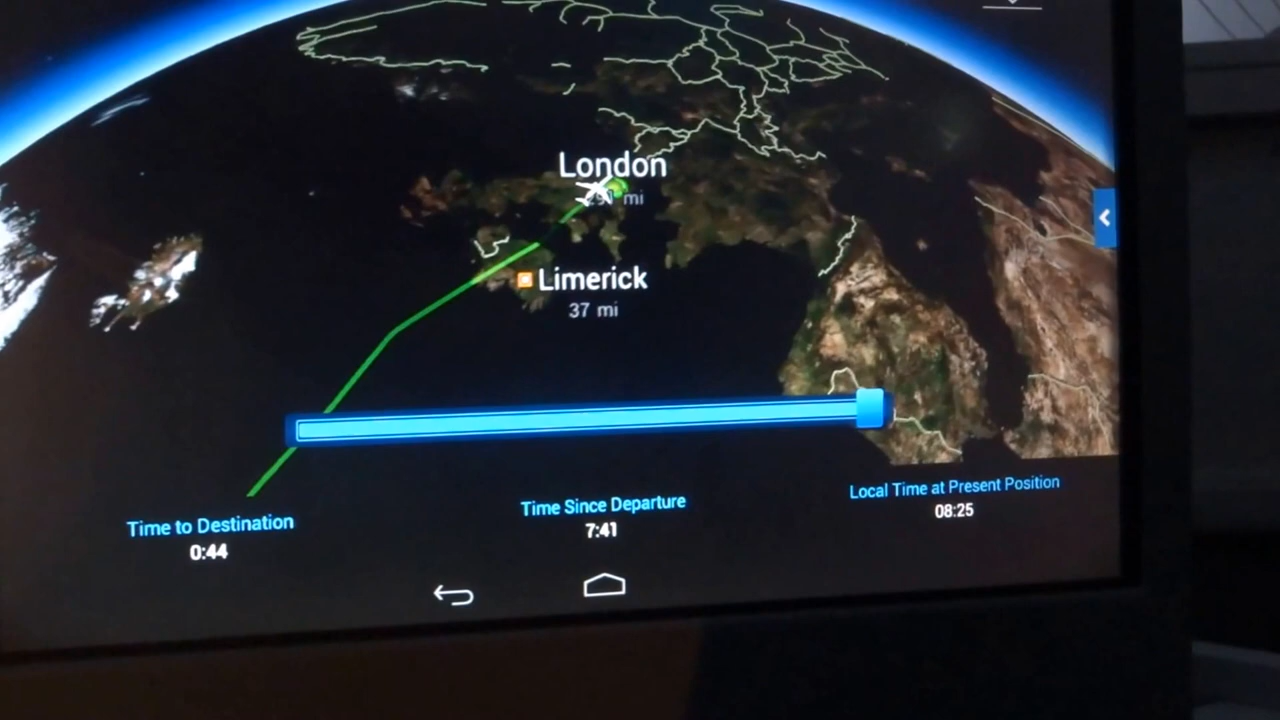 London
291 mi
Limerick
37 mi
Time to Destination
0:44
Time Since Departure
7:41
Local Time at Present Position
08:25